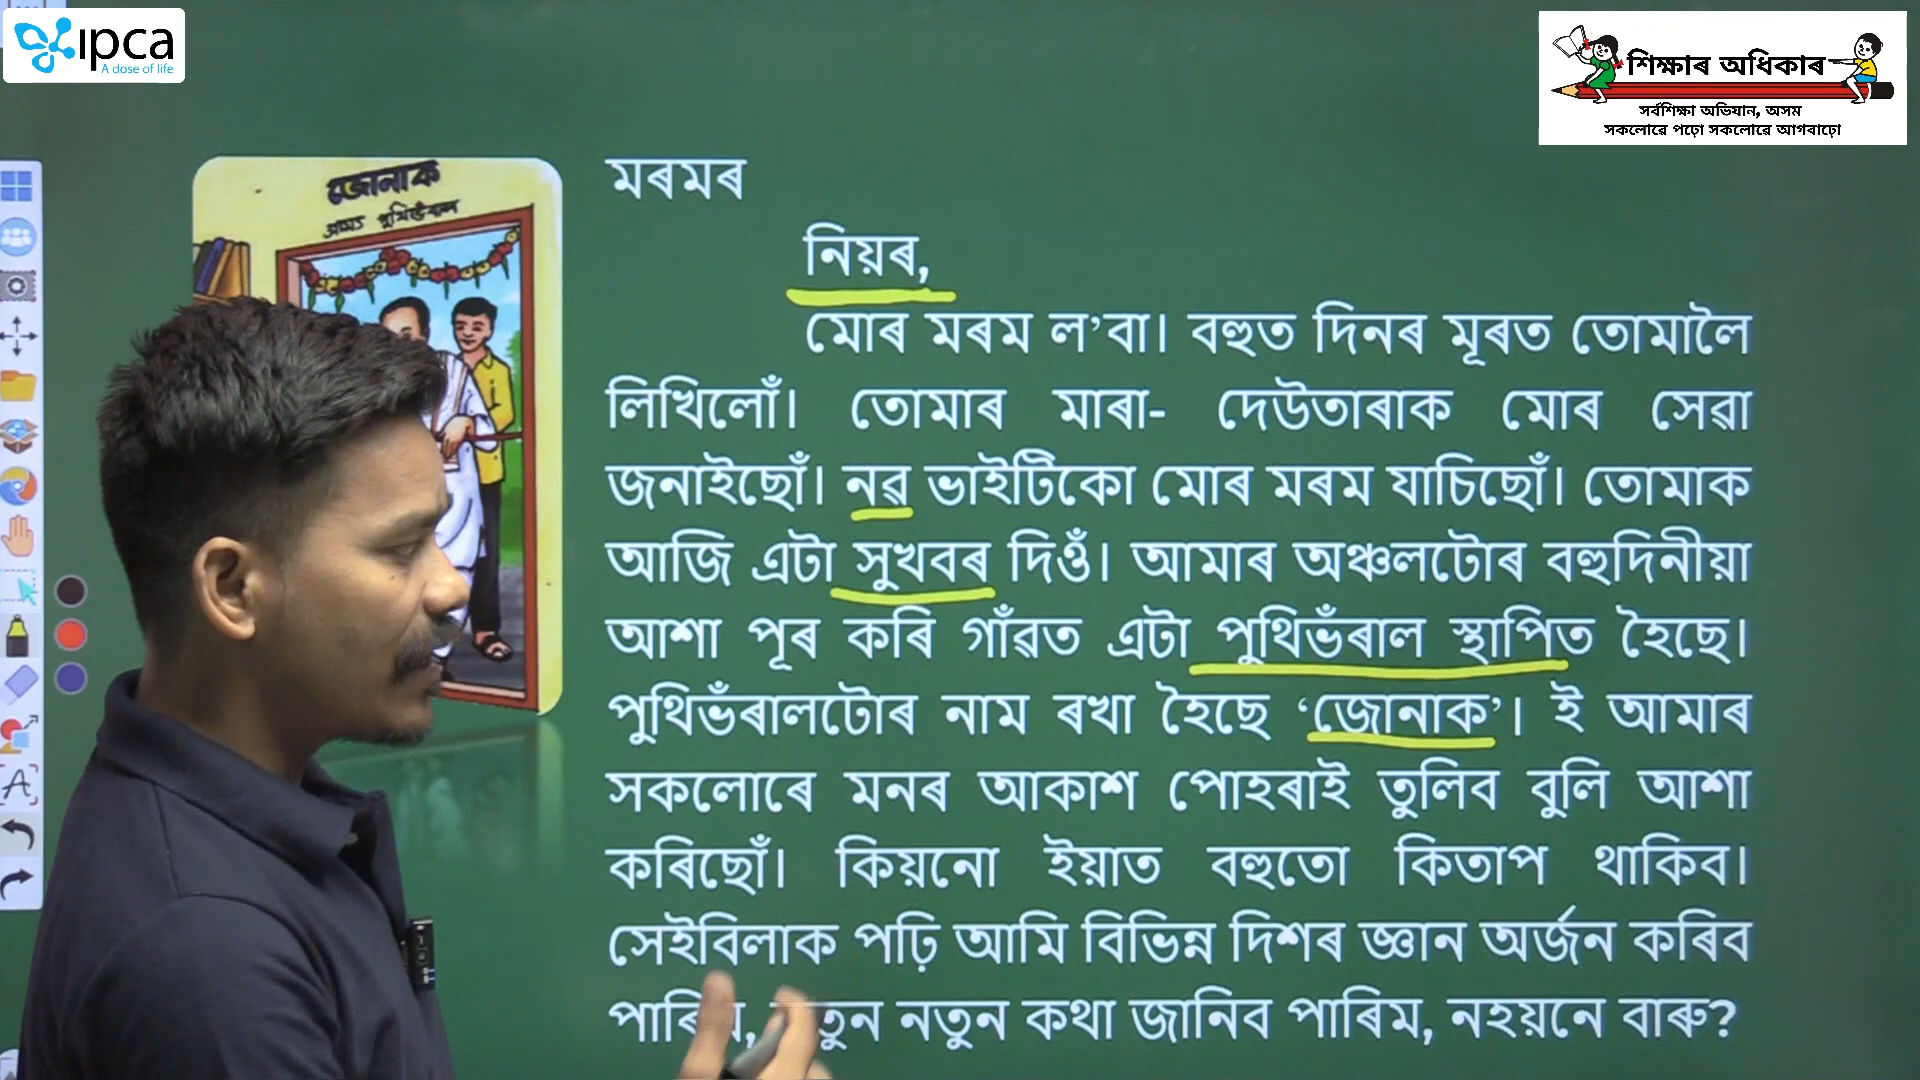 ipca
A dose of life
শিক্ষাৰ অধিকাৰ
সৰ্বশিক্ষা অভিযান, অসম
সকলোৱে পঢ়ো সকলোৱে আগবাঢ়ো
জোনাক
গ্ৰাম্য পুথিভঁৰাল
মৰমৰ
নিয়ৰ,
মোৰ মৰম ল’বা। বহুত দিনৰ মূৰত তোমালৈ
লিখিলোঁ। তোমাৰ মাৰা- দেউতাৰাক মোৰ সেৱা
জনাইছোঁ। নৱ ভাইটিকো মোৰ মৰম যাচিছোঁ। তোমাক
আজি এটা সুখবৰ দিওঁ। আমাৰ অঞ্চলটোৰ বহুদিনীয়া
আশা পূৰ কৰি গাঁৱত এটা পুথিভঁৰাল স্থাপিত হৈছে।
পুথিভঁৰালটোৰ নাম ৰখা হৈছে ‘জোনাক’। ই আমাৰ
সকলোৰে মনৰ আকাশ পোহৰাই তুলিব বুলি আশা
কৰিছোঁ। কিয়নো ইয়াত বহুতো কিতাপ থাকিব।
সেইবিলাক পঢ়ি আমি বিভিন্ন দিশৰ জ্ঞান অৰ্জন কৰিব
নতুন কথা জানিব পাৰিম, নহয়নে বাৰু?